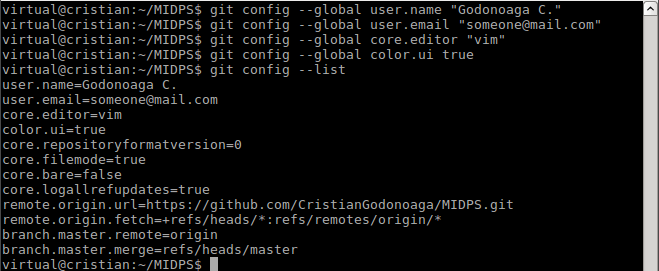 virtual@cristian:~/MIDPS$ git config --global user.name "Godonoaga C."
virtual@cristian:~/MIDPS$ git config --global user.email "someone@mail.com"
virtual@cristian:~/MIDPS$ git config --global core.editor "vim"
virtual@cristian:~/MIDPS$ git config --global color.ui true
virtual@cristian:~/MIDPS$ git config --list
user.name=Godonoaga C.
user.email=someone@mail.com
core.editor=vim
color.ui=true
core.repositoryformatversion=0
core.filemode=true
core.bare=false
core.logallrefupdates=true
remote.origin.url=https://github.com/CristianGodonoaga/MIDPS.git
remote.origin.fetch=+refs/heads/*:refs/remotes/origin/*
branch.master.remote=origin
branch.master.merge=refs/heads/master
virtual@cristian:~/MIDPS$